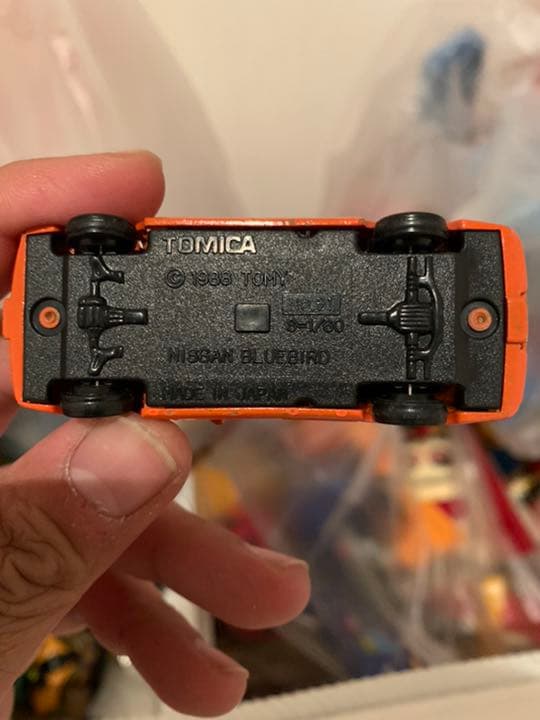 TOMICA
© 1988 TOMY
S=1/60
NISSAN BLUEBIRD
MADE IN JAPAN